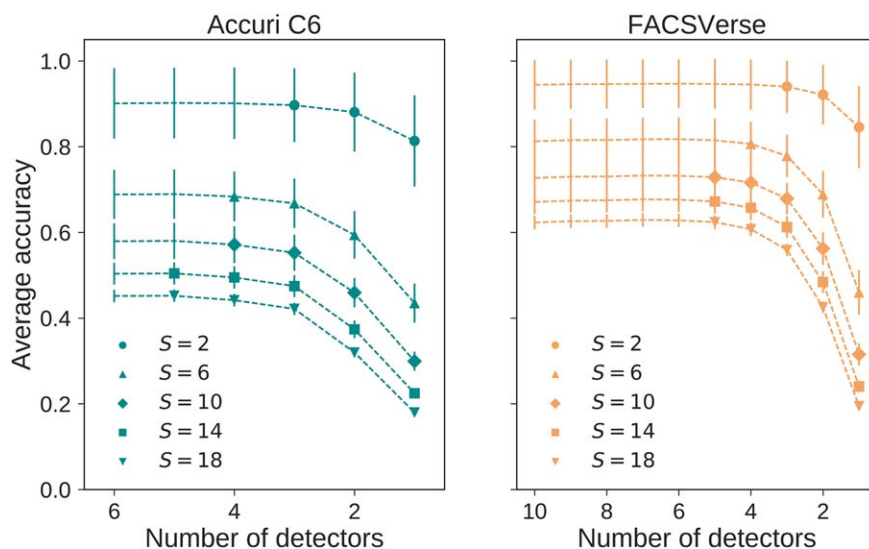 Accuri C6
FACSVerse
Average accuracy
1.0
0.8
0.6
0.4
0.2
0.0
S = 2
S = 6
S = 10
S = 14
S = 18
6
4
2
Number of detectors
S = 2
S = 6
S = 10
S = 14
S = 18
10
8
6
4
2
Number of detectors